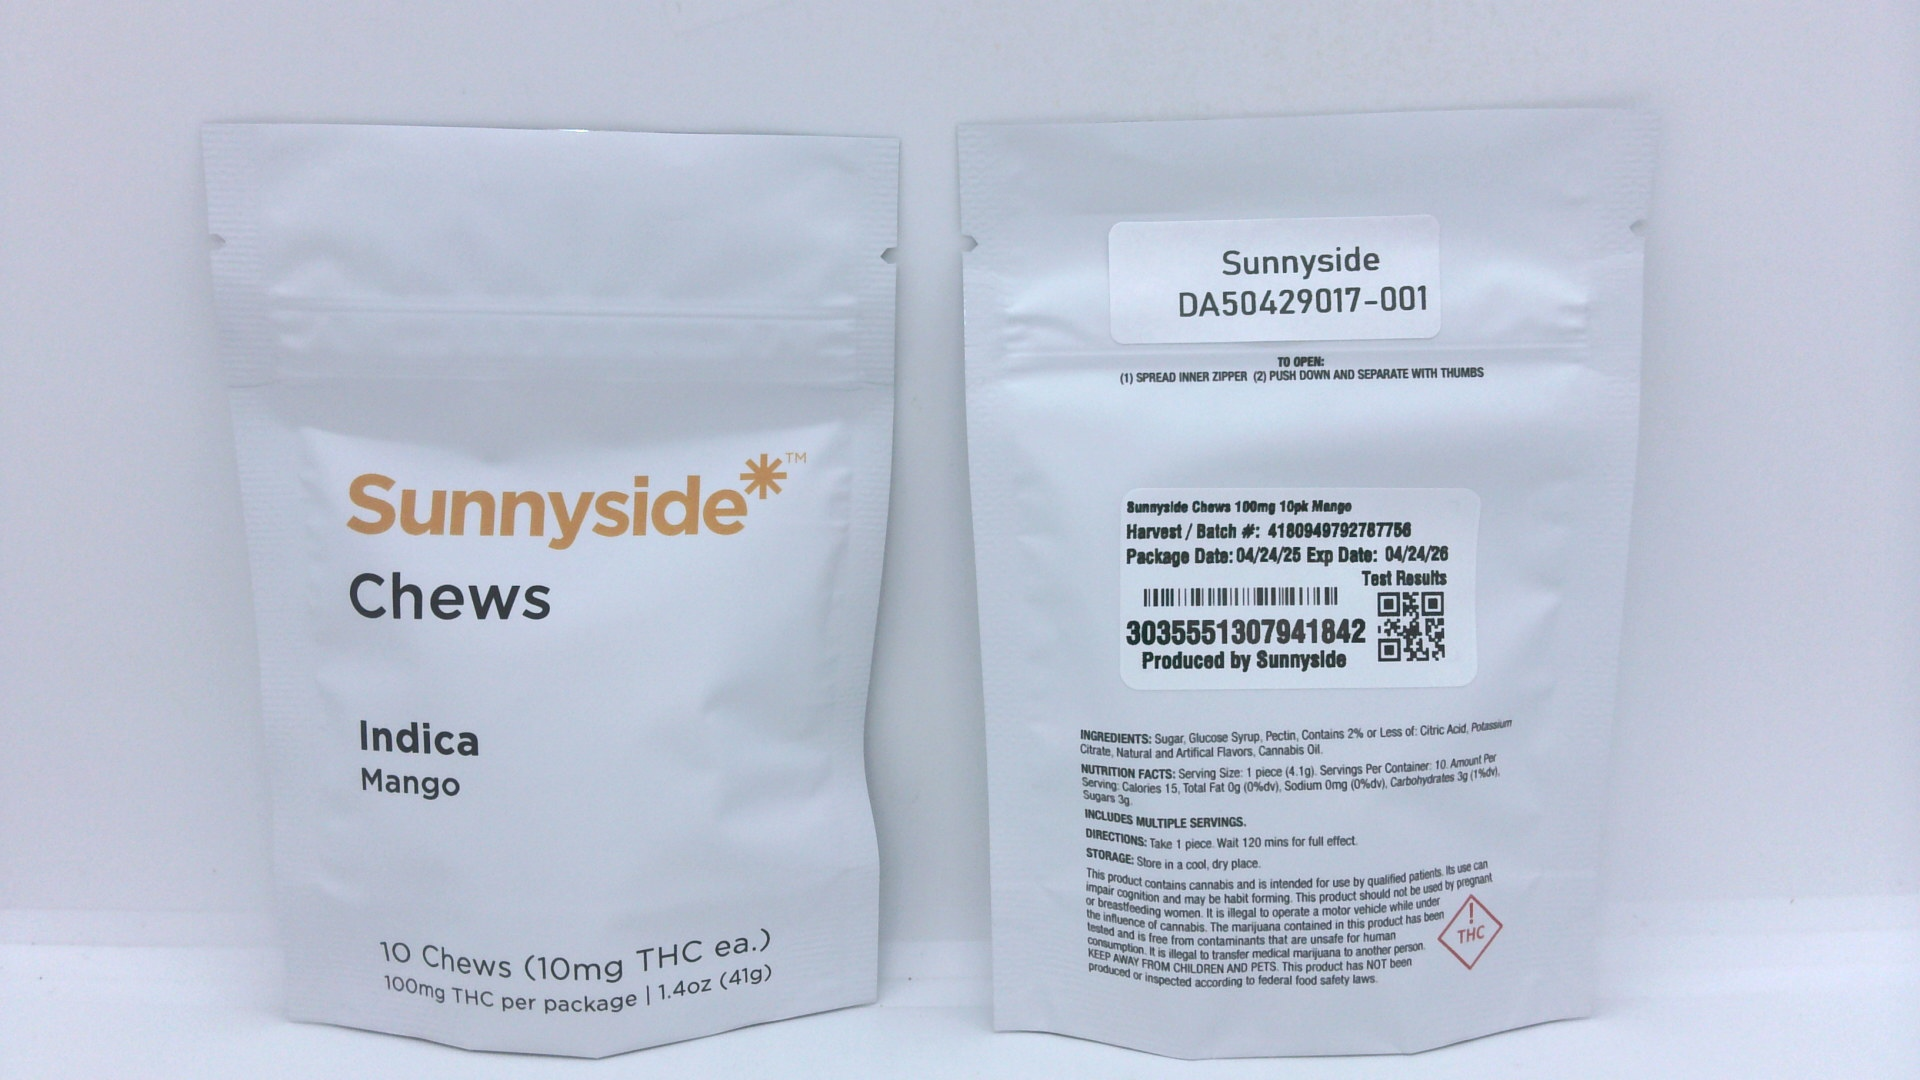 Sunnyside*™
Chews
Indica
Mango
10 Chews (10mg THC ea.)
100mg THC per package | 1.4oz (41g)
Sunnyside
DA50429017-001
TO OPEN:
(1) SPREAD INNER ZIPPER (2) PUSH DOWN AND SEPARATE WITH THUMBS
Sunnyside Chews 100mg 10pk Mango
Harvest / Batch #: 4180949792787756
Package Date: 04/24/25 Exp Date: 04/24/26
Test Results
3035551307941842
Produced by Sunnyside
INGREDIENTS: Sugar, Glucose Syrup, Pectin, Contains 2% or Less of: Citric Acid, Potassium
Citrate, Natural and Artifical Flavors, Cannabis Oil.
NUTRITION FACTS: Serving Size: 1 piece (4.1g). Servings Per Container: 10. Amount Per
Serving: Calories 15, Total Fat 0g (0%dv), Sodium 0mg (0%dv), Carbohydrates 3g (1%dv),
Sugars 3g.
INCLUDES MULTIPLE SERVINGS.
DIRECTIONS: Take 1 piece. Wait 120 mins for full effect.
STORAGE: Store in a cool, dry place.
This product contains cannabis and is intended for use by qualified patients. Its use can
impair cognition and may be habit forming. This product should not be used by pregnant
or breastfeeding women. It is illegal to operate a motor vehicle while under
the influence of cannabis. The marijuana contained in this product has been
tested and is free from contaminants that are unsafe for human
consumption. It is illegal to transfer medical marijuana to another person.
KEEP AWAY FROM CHILDREN AND PETS. This product has NOT been
produced or inspected according to federal food safety laws.
!
THC